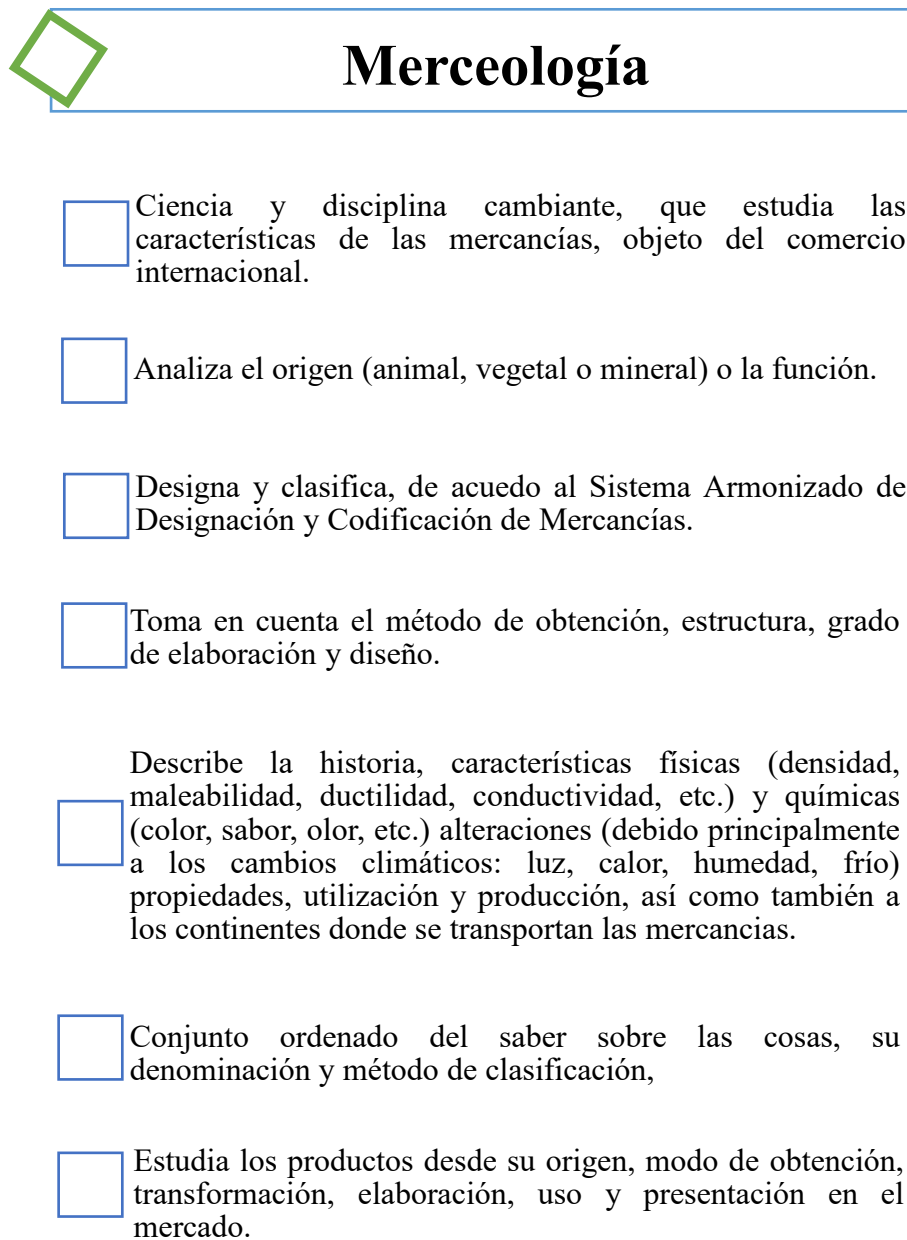 Merceología
Ciencia y disciplina cambiante, que estudia las
características de las mercancías, objeto del comercio
internacional.
Analiza el origen (animal, vegetal o mineral) o la función.
Designa y clasifica, de acuedo al Sistema Armonizado de
Designación y Codificación de Mercancías.
Toma en cuenta el método de obtención, estructura, grado
de elaboración y diseño.
Describe la historia, características físicas (densidad,
maleabilidad, ductilidad, conductividad, etc.) y químicas
(color, sabor, olor, etc.) alteraciones (debido principalmente
a los cambios climáticos: luz, calor, humedad, frío)
propiedades, utilización y producción, así como también a
los continentes donde se transportan las mercancias.
Conjunto ordenado del saber sobre las cosas, su
denominación y método de clasificación,
Estudia los productos desde su origen, modo de obtención,
transformación, elaboración, uso y presentación en el
mercado.